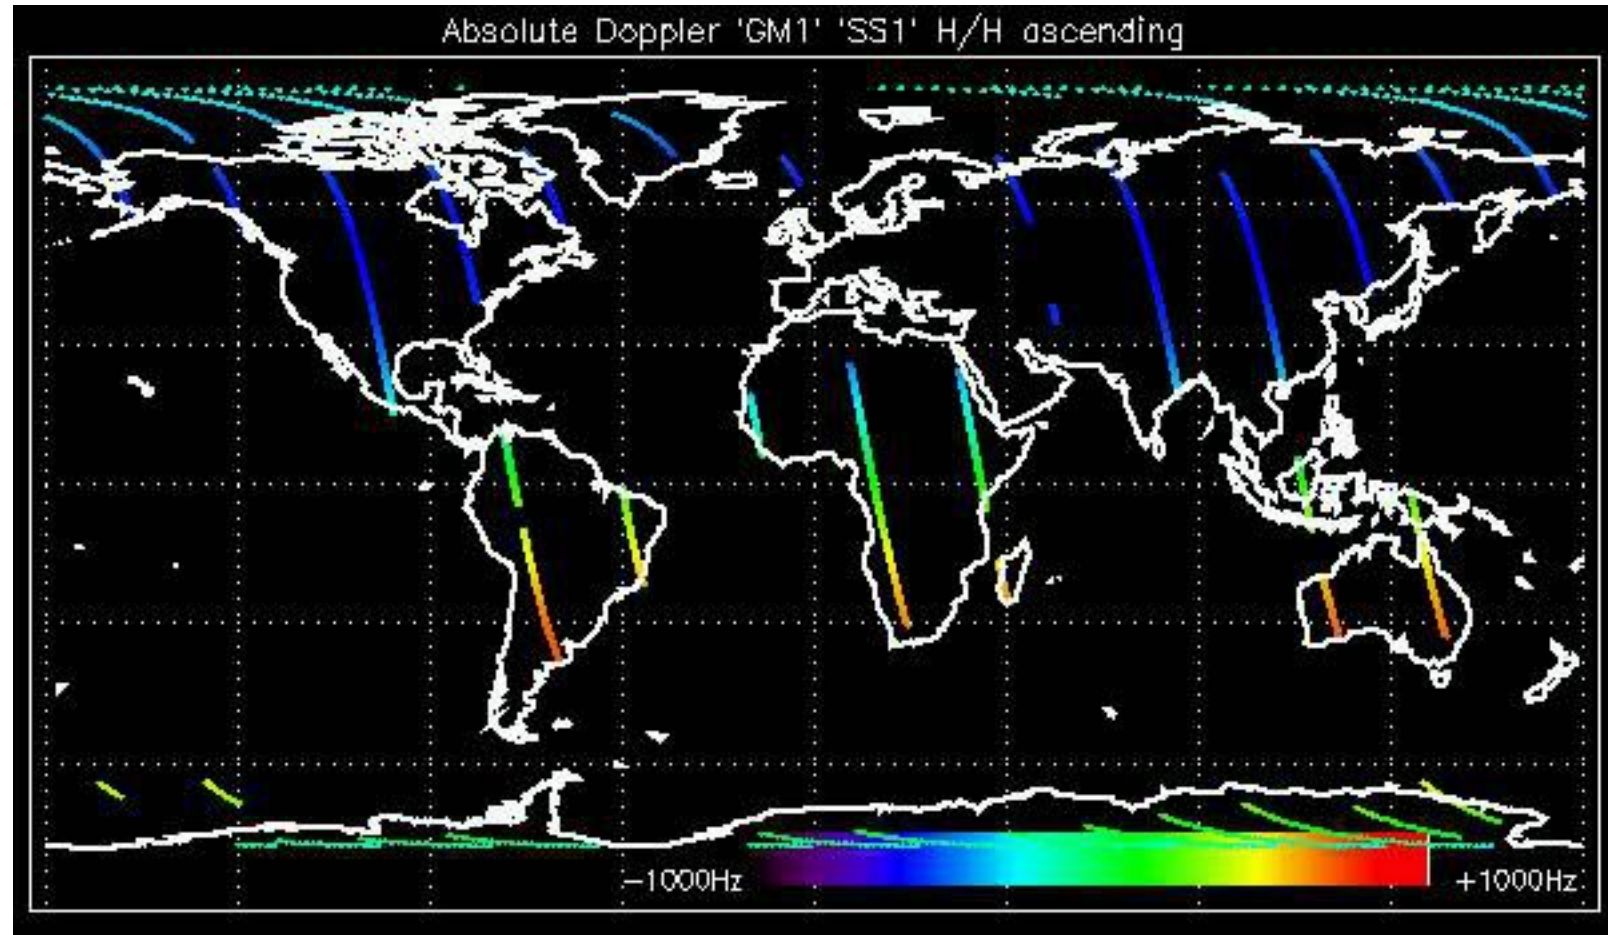 Absolute Doppler 'GM1' 'SS1' H/H ascending
−1000Hz
+1000Hz